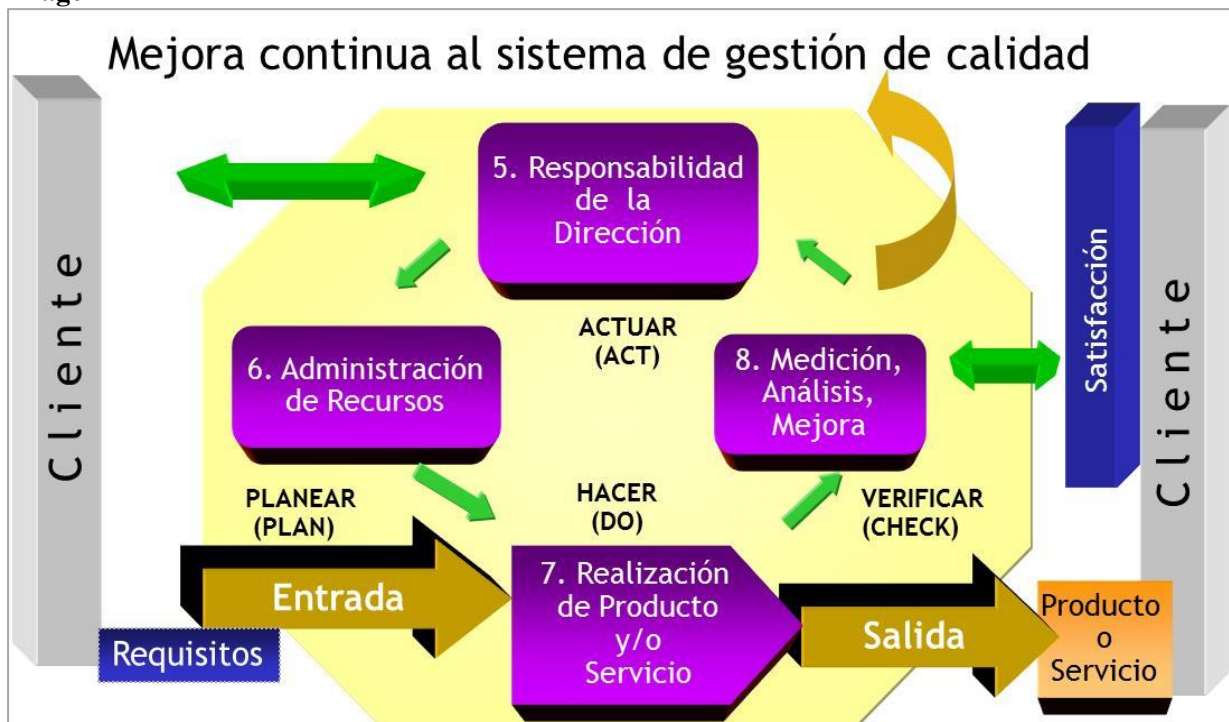 Mejora continua al sistema de gestión de calidad
Cliente
5. Responsabilidad
de la
Dirección
ACTUAR
(ACT)
6. Administración
de Recursos
8. Medición,
Análisis,
Mejora
Satisfacción
Cliente
PLANEAR
(PLAN)
HACER
(DO)
VERIFICAR
(CHECK)
Entrada
Requisitos
7. Realización
de Producto
y/o
Servicio
Salida
Producto
o
Servicio